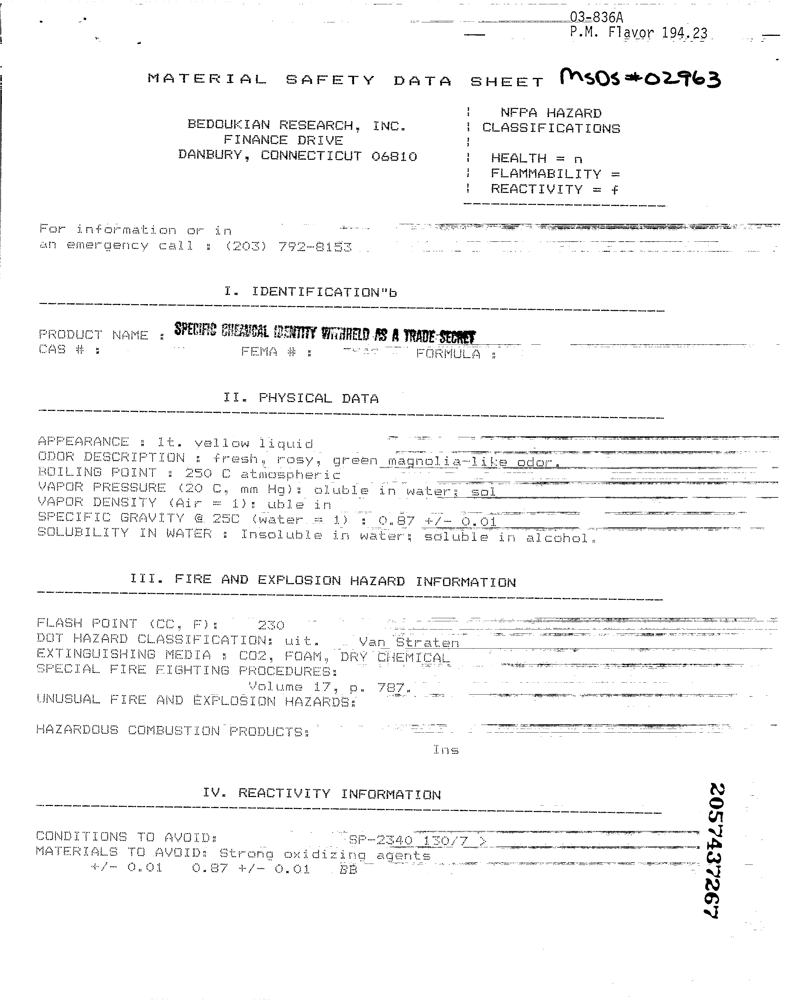 03-836A
P.M. Flavor 194.23
MATERIAL SAFETY DATA SHEET MSDS #02963
BEDOUKIAN RESEARCH, INC.
FINANCE DRIVE
DANBURY, CONNECTICUT 06810
NFPA HAZARD
CLASSIFICATIONS
HEALTH = n
FLAMMABILITY =
REACTIVITY = f
For information or in
an emergency call : (203) 792-8153
I. IDENTIFICATION"b
PRODUCT NAME : SPECIFIC CHEMICAL IDENTITY WITHHELD AS A TRADE SECRET
CAS # : FEMA # : FORMULA :
II. PHYSICAL DATA
APPEARANCE : lt. yellow liquid
ODOR DESCRIPTION : fresh, rosy, green magnolia-like odor.
BOILING POINT : 250 C atmospheric
VAPOR PRESSURE (20 C, mm Hg): oluble in water; sol
VAPOR DENSITY (Air = 1): uble in
SPECIFIC GRAVITY @ 25C (water = 1) : 0.87 +/- 0.01
SOLUBILITY IN WATER : Insoluble in water; soluble in alcohol.
III. FIRE AND EXPLOSION HAZARD INFORMATION
FLASH POINT (CC, F): 230
DOT HAZARD CLASSIFICATION: uit. Van Straten
EXTINGUISHING MEDIA : CO2, FOAM, DRY CHEMICAL
SPECIAL FIRE FIGHTING PROCEDURES:
Volume 17, p. 787.
UNUSUAL FIRE AND EXPLOSION HAZARDS:
HAZARDOUS COMBUSTION PRODUCTS:
Ins
IV. REACTIVITY INFORMATION
CONDITIONS TO AVOID: SP-2340 130/7 >
MATERIALS TO AVOID: Strong oxidizing agents
+/- 0.01 0.87 +/- 0.01 BB
2057437267